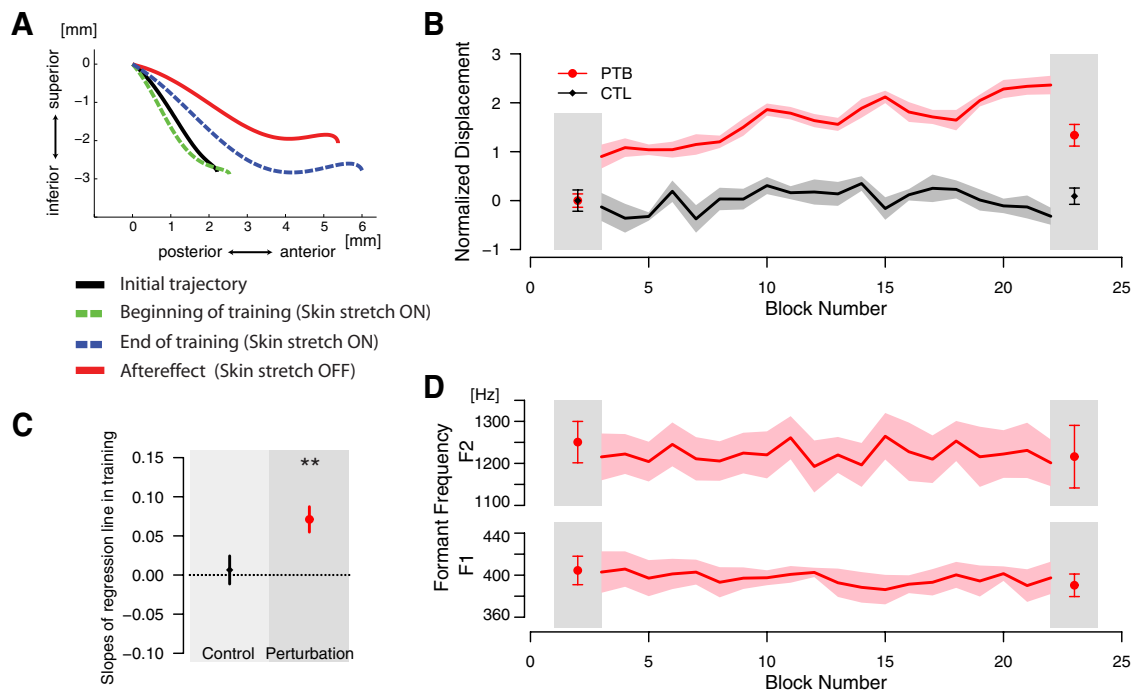 A
[mm]
0
−1
−2
−3
inferior
superior
0
1
2
3
4
5
6
[mm]
posterior
anterior
Initial trajectory
Beginning of training (Skin stretch ON)
End of training (Skin stretch ON)
Aftereffect (Skin stretch OFF)
B
3
2
1
0
−1
Normalized Displacement
PTB
CTL
0
5
10
15
20
25
Block Number
C
Slopes of regression line in training
0.15
0.10
0.05
0.00
−0.05
−0.10
**
Control
Perturbation
D
[Hz]
Formant Frequency
F2
1300
1200
1100
F1
440
400
360
0
5
10
15
20
25
Block Number